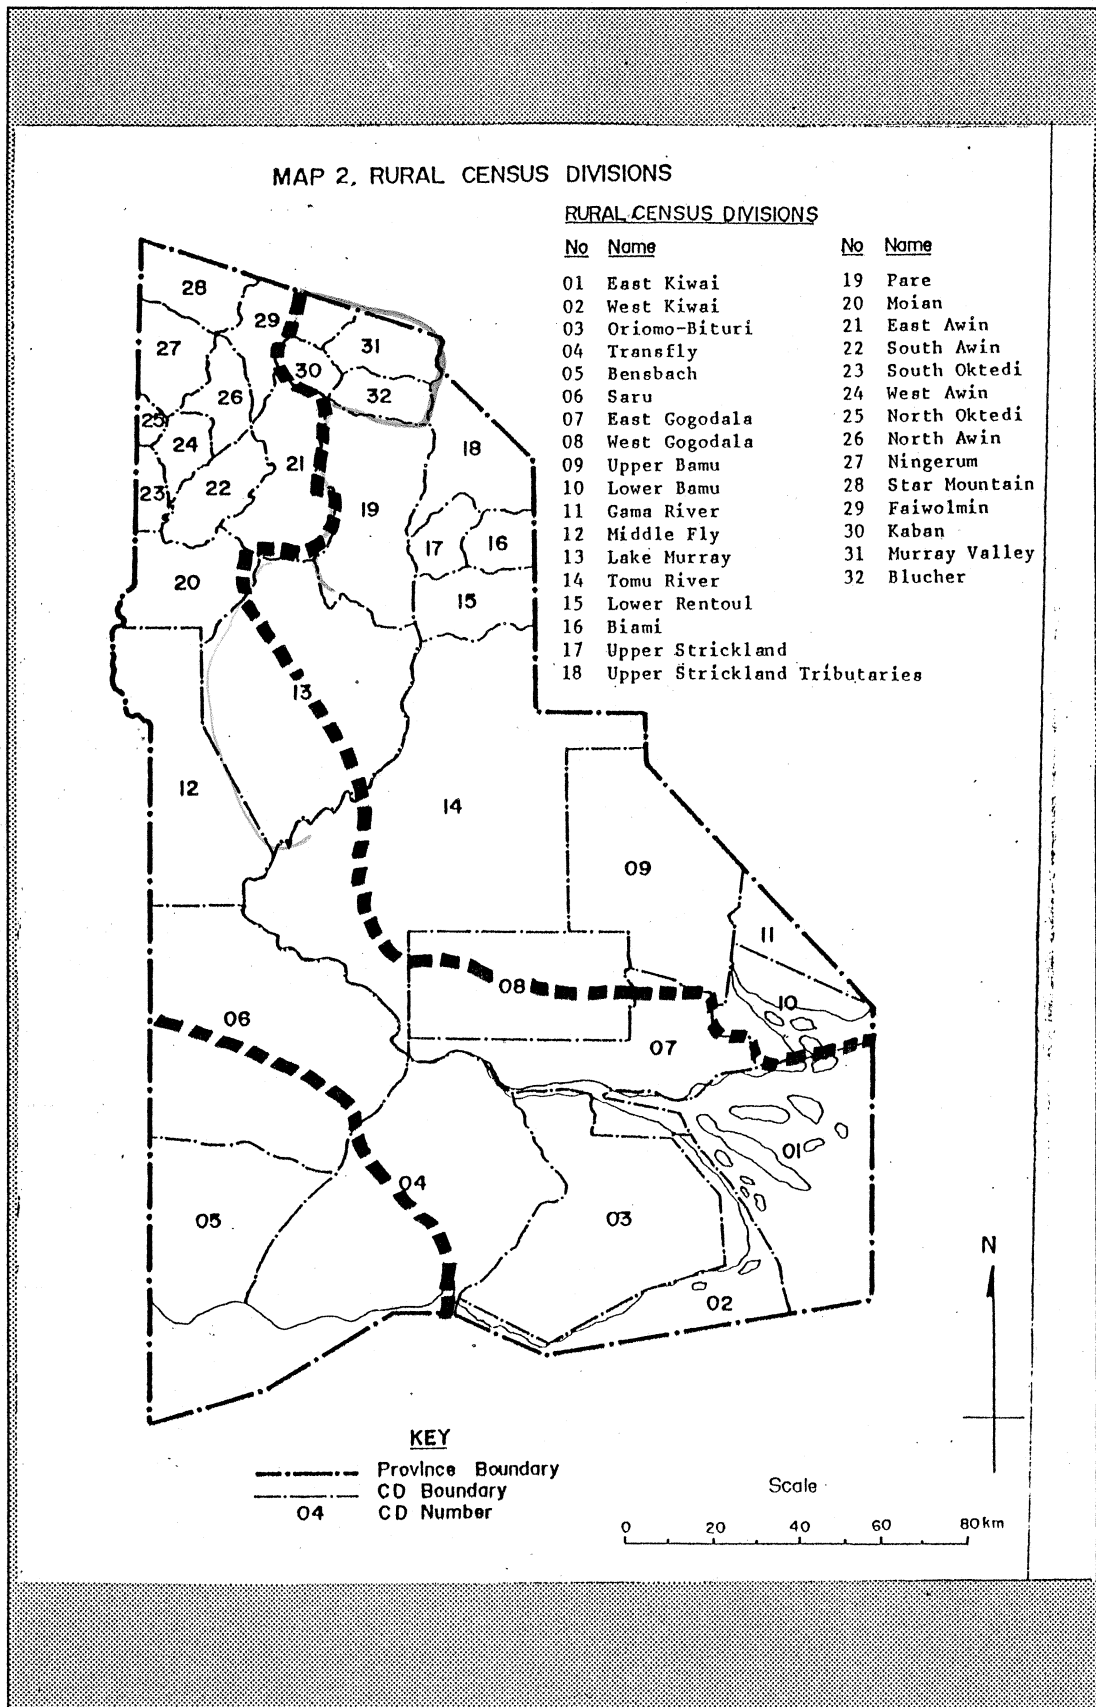 MAP 2, RURAL CENSUS DIVISIONS
RURAL CENSUS DIVISIONS
No Name No Name
01 East Kiwai 19 Pare
02 West Kiwai 20 Moian
03 Oriomo-Bituri 21 East Awin
04 Transfly 22 South Awin
05 Bensbach 23 South Oktedi
06 Saru 24 West Awin
07 East Gogodala 25 North Oktedi
08 West Gogodala 26 North Awin
09 Upper Bamu 27 Ningerum
10 Lower Bamu 28 Star Mountain
11 Gama River 29 Faiwolmin
12 Middle Fly 30 Kaban
13 Lake Murray 31 Murray Valley
14 Tomu River 32 Blucher
15 Lower Rentoul
16 Biami
17 Upper Strickland
18 Upper Strickland Tributaries
28
29
31
27
30
26
32
25
24
18
21
22
23
19
17
16
20
15
13
12
14
09
11
08
10
06
07
01
04
05
03
02
N
KEY
Province Boundary
CD Boundary
04 CD Number
Scale
0 20 40 60 80 km